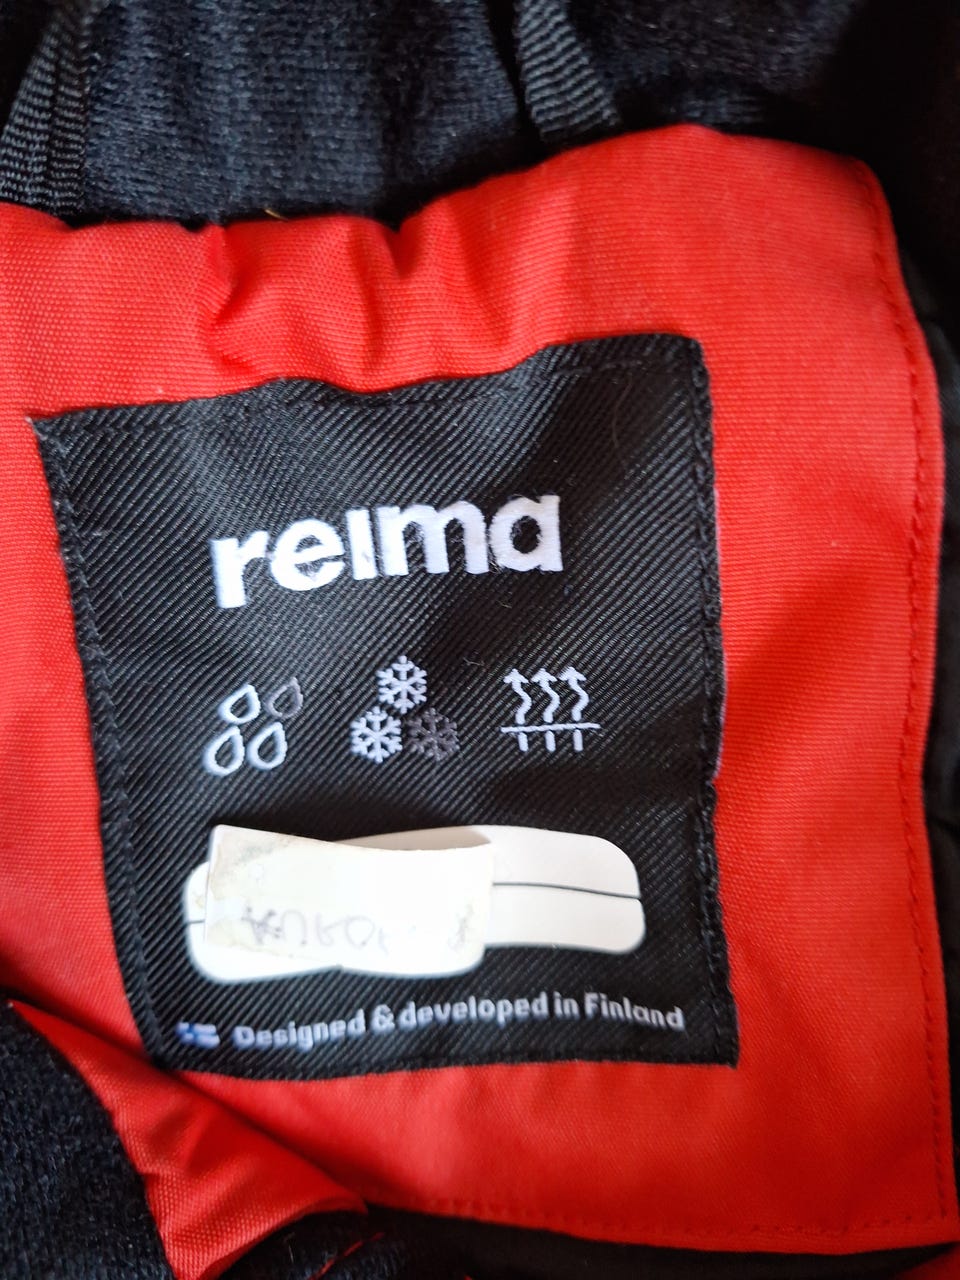 reima
Designed & developed in Finland